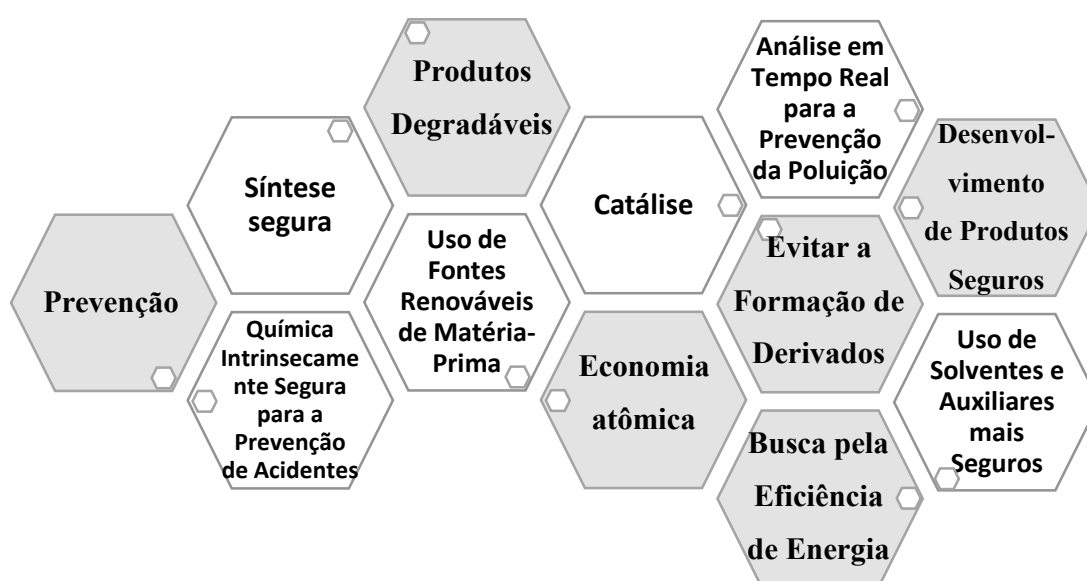 Prevenção
Síntese
segura
Química
Intrinsecame
nte Segura
para a
Prevenção
de Acidentes
Produtos
Degradáveis
Uso de
Fontes
Renováveis
de Matéria-
Prima
Catálise
Economia
atômica
Análise em
Tempo Real
para a
Prevenção
da Poluição
Evitar a
Formação de
Derivados
Busca pela
Eficiência
de Energia
Desenvol-
vimento
de Produtos
Seguros
Uso de
Solventes e
Auxiliares
mais
Seguros